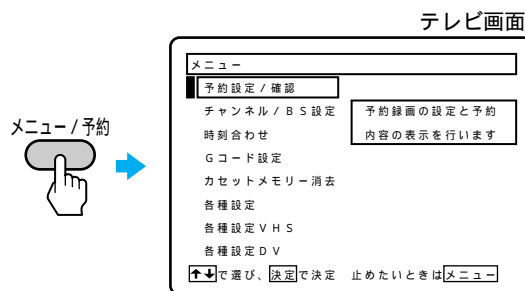 テレビ画面
メニュー
予約設定/確認
チャンネル/BS設定
予約録画の設定と予約
内容の表示を行います
時刻合わせ
Gコード設定
カセットメモリー消去
各種設定
各種設定VHS
各種設定DV
↑↓で選び、決定で決定 止めたいときはメニュー
メニュー/予約